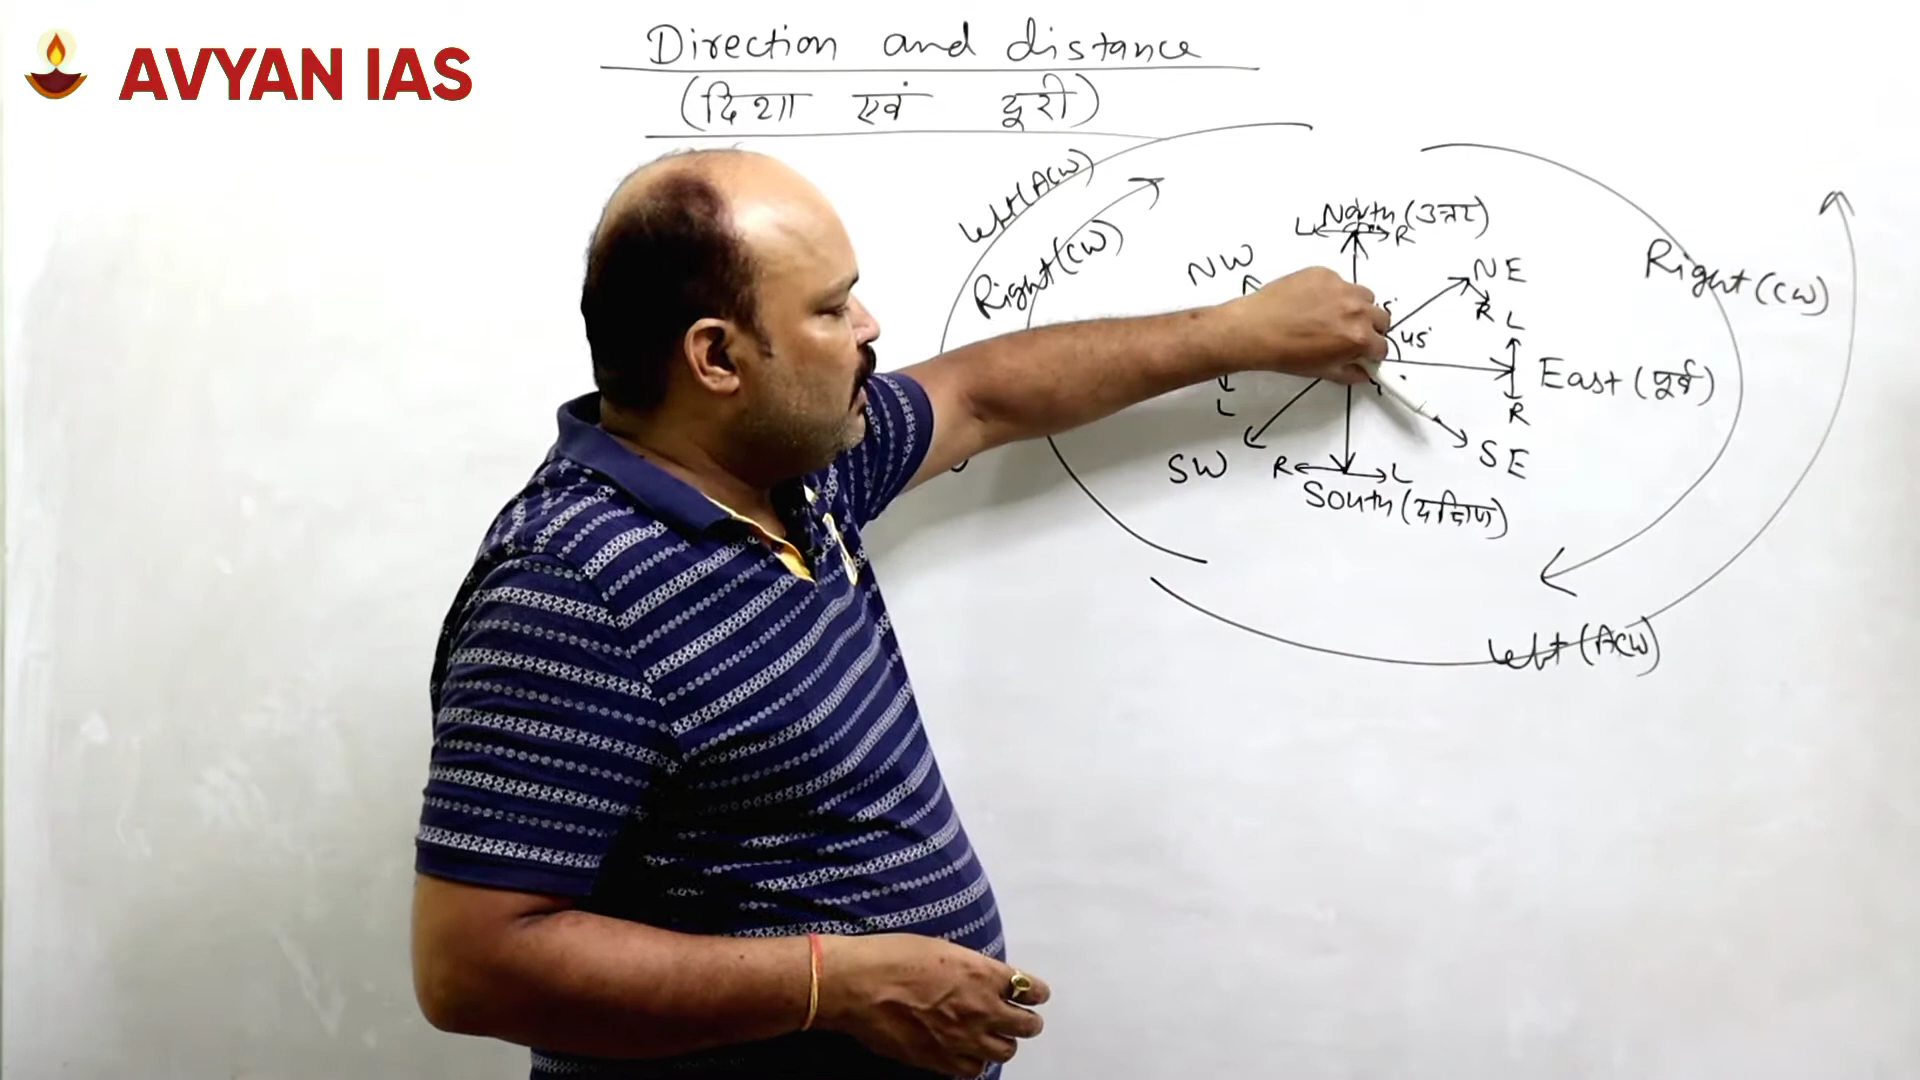 AVYAN IAS
Direction and distance
(दिशा एवं दूरी)
Left (ACW)
Right (CW)
NW
L North (उत्तर) R
NE
R
L
45°
East (पूर्व)
R
Right (CW)
L
SW
R L
SE
South (दक्षिण)
Left (ACW)